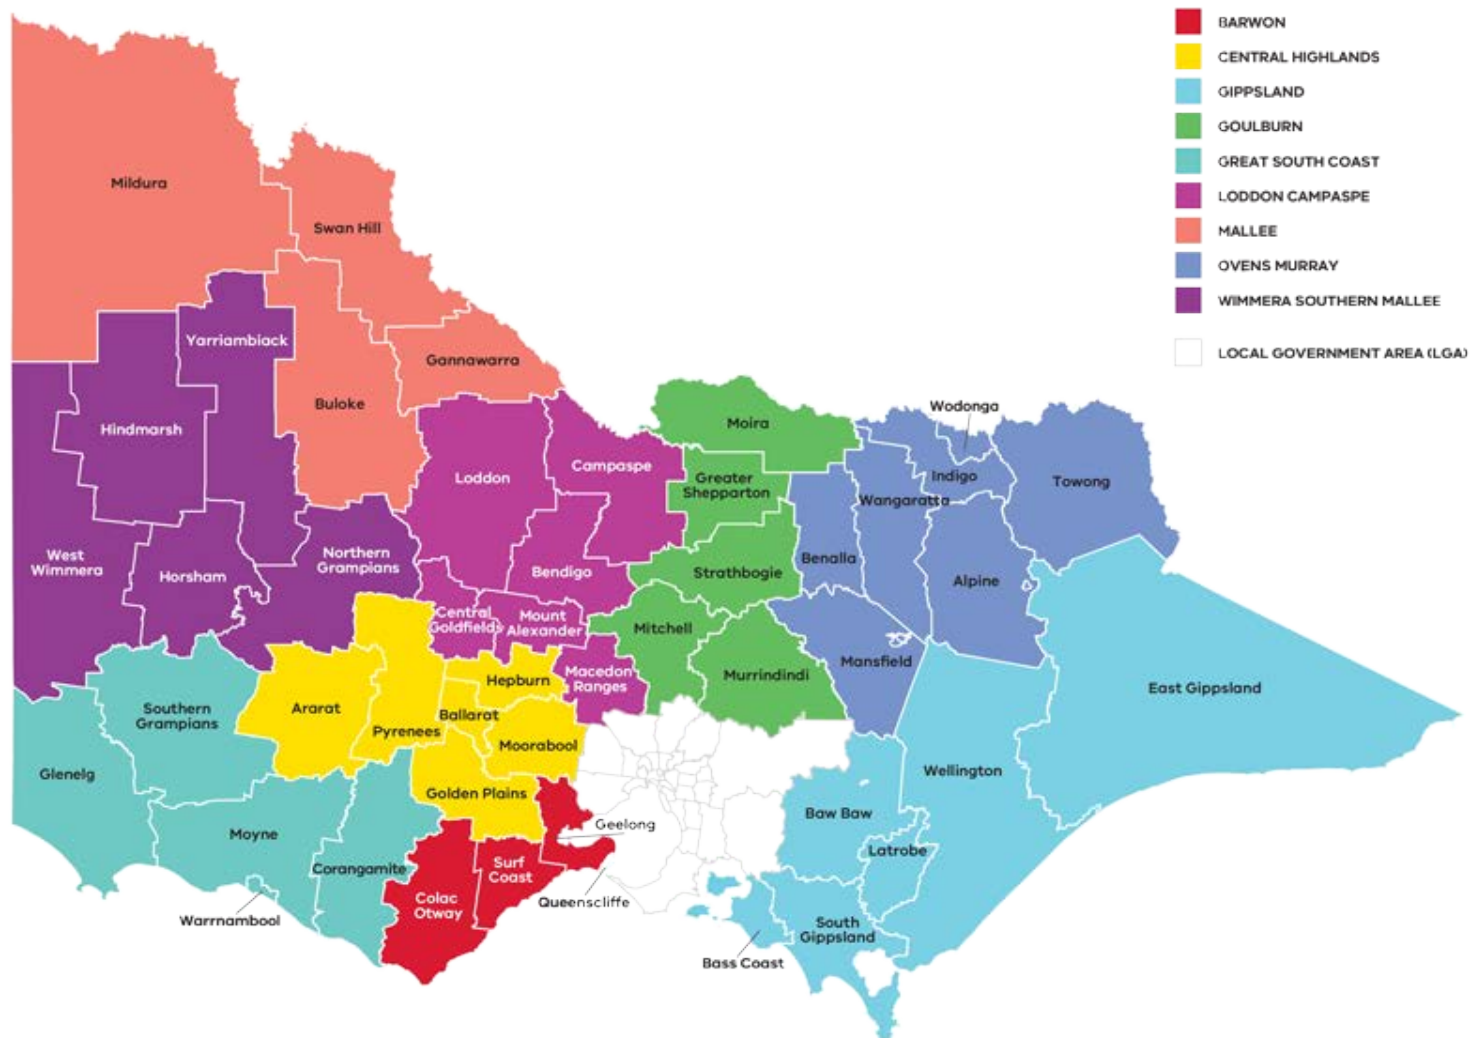 BARWON
CENTRAL HIGHLANDS
GIPPSLAND
GOULBURN
GREAT SOUTH COAST
LODDON CAMPASPE
MALLEE
OVENS MURRAY
WIMMERA SOUTHERN MALLEE
LOCAL GOVERNMENT AREA (LGA)
Mildura
Swan Hill
Yarriambiack
Gannawarra
Buloke
Hindmarsh
Wodonga
Moira
Loddon
Campaspe
Greater
Shepparton
Indigo
Towong
Wangaratta
West
Wimmera
Horsham
Northern
Grampians
Bendigo
Strathbogie
Benalla
Alpine
Central
Goldfields
Mount
Alexander
Mitchell
Mansfield
Murrindindi
Macedon
Ranges
Hepburn
East Gippsland
Southern
Grampians
Ararat
Ballarat
Pyrenees
Moorabool
Glenelg
Wellington
Golden Plains
Baw Baw
Moyne
Geelong
Latrobe
Corangamite
Surf
Coast
Colac
Otway
Queenscliffe
Warrnambool
South
Gippsland
Bass Coast